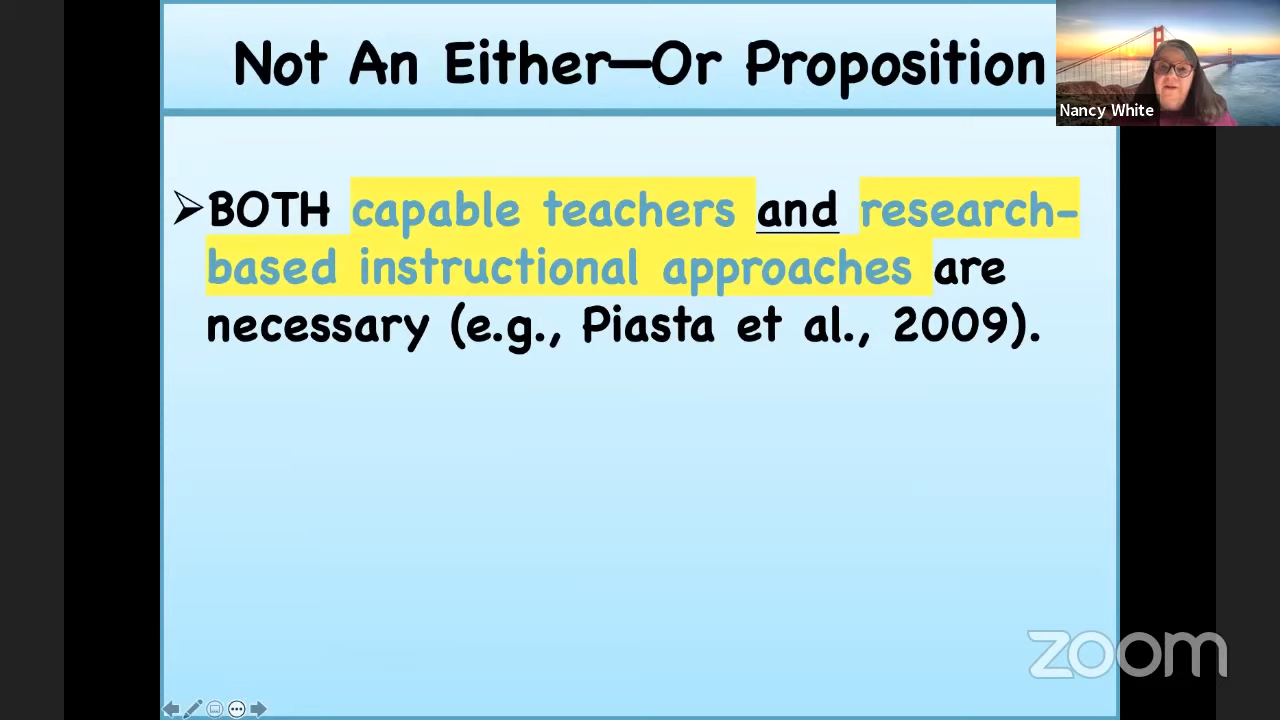 Not An Either—Or Proposition
Nancy White
➢BOTH capable teachers and research-
based instructional approaches are
necessary (e.g., Piasta et al., 2009).
zoom